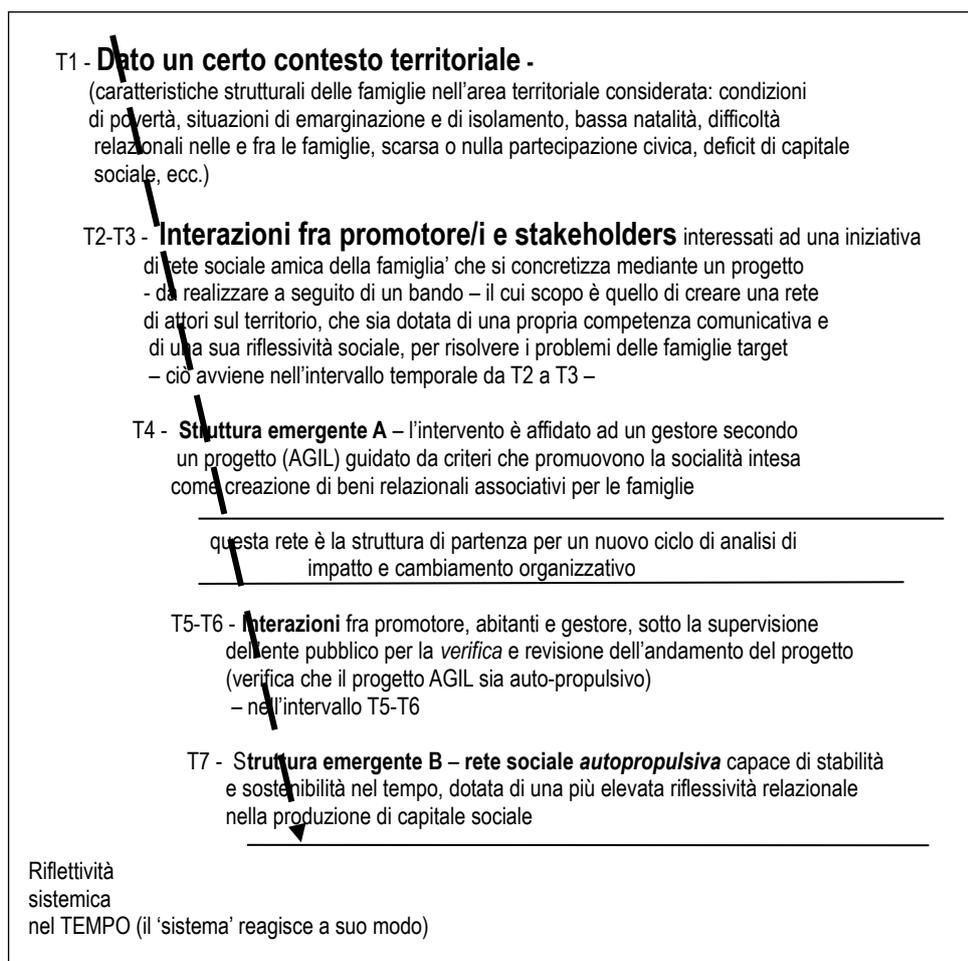 T1 - Dato un certo contesto territoriale -
(caratteristiche strutturali delle famiglie nell'area territoriale considerata: condizioni
di povertà, situazioni di emarginazione e di isolamento, bassa natalità, difficoltà
relazionali nelle e fra le famiglie, scarsa o nulla partecipazione civica, deficit di capitale
sociale, ecc.)
T2-T3 - Interazioni fra promotore/i e stakeholders interessati ad una iniziativa
di rete sociale amica della famiglia' che si concretizza mediante un progetto
- da realizzare a seguito di un bando – il cui scopo è quello di creare una rete
di attori sul territorio, che sia dotata di una propria competenza comunicativa e
di una sua riflessività sociale, per risolvere i problemi delle famiglie target
– ciò avviene nell'intervallo temporale da T2 a T3 –
T4 - Struttura emergente A – l'intervento è affidato ad un gestore secondo
un progetto (AGIL) guidato da criteri che promuovono la socialità intesa
come creazione di beni relazionali associativi per le famiglie
questa rete è la struttura di partenza per un nuovo ciclo di analisi di
impatto e cambiamento organizzativo
T5-T6 - Interazioni fra promotore, abitanti e gestore, sotto la supervisione
dell'ente pubblico per la verifica e revisione dell'andamento del progetto
(verifica che il progetto AGIL sia auto-propulsivo)
– nell'intervallo T5-T6
T7 - Struttura emergente B – rete sociale autopropulsiva capace di stabilità
e sostenibilità nel tempo, dotata di una più elevata riflessività relazionale
nella produzione di capitale sociale
Riflettività
sistemica
nel TEMPO (il 'sistema' reagisce a suo modo)